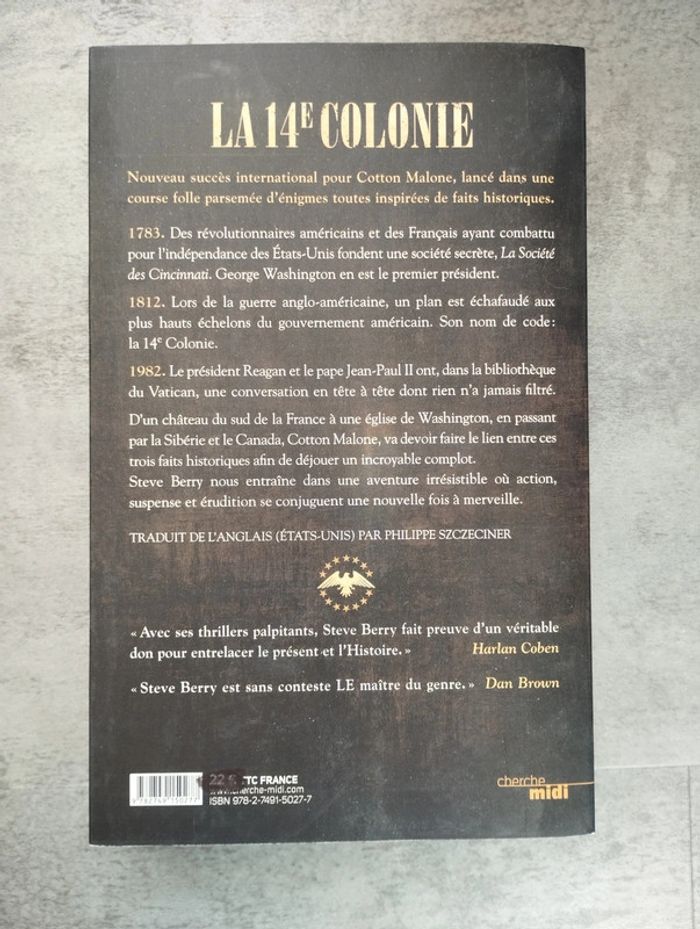 LA 14E COLONIE
Nouveau succès international pour Cotton Malone, lancé dans une
course folle parsemée d'énigmes toutes inspirées de faits historiques.
1783. Des révolutionnaires américains et des Français ayant combattu
pour l'indépendance des États-Unis fondent une société secrète, La Société
des Cincinnati. George Washington en est le premier président.
1812. Lors de la guerre anglo-américaine, un plan est échafaudé aux
plus hauts échelons du gouvernement américain. Son nom de code :
la 14e Colonie.
1982. Le président Reagan et le pape Jean-Paul II ont, dans la bibliothèque
du Vatican, une conversation en tête à tête dont rien n'a jamais filtré.
D'un château du sud de la France à une église de Washington, en passant
par la Sibérie et le Canada, Cotton Malone, va devoir faire le lien entre ces
trois faits historiques afin de déjouer un incroyable complot.
Steve Berry nous entraîne dans une aventure irrésistible où action,
suspense et érudition se conjuguent une nouvelle fois à merveille.
TRADUIT DE L'ANGLAIS (ÉTATS-UNIS) PAR PHILIPPE SZCZECINER
« Avec ses thrillers palpitants, Steve Berry fait preuve d'un véritable
don pour entrelacer le présent et l'Histoire. » Harlan Coben
« Steve Berry est sans conteste LE maître du genre. » Dan Brown
22 € TTC FRANCE
www.cherche-midi.com
ISBN 978-2-7491-5027-7
9 782749 150277
cherche
midi